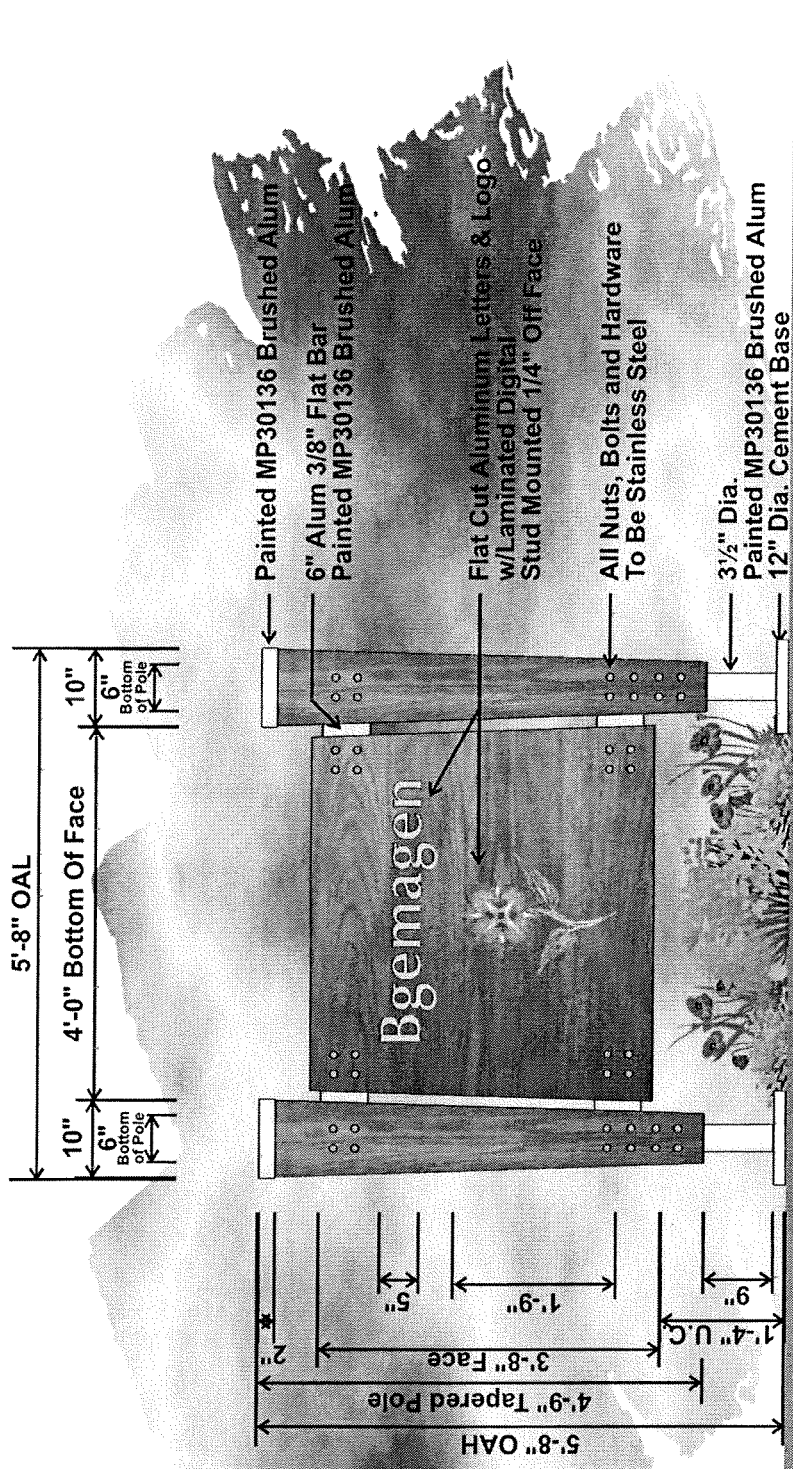 5'-8" OAL
10"
4'-0" Bottom Of Face
10"
6"
Bottom
of Pole
6"
Bottom
of Pole
5'-8" OAH
4'-9" Tapered Pole
3'-8" Face
2"
5"
1'-9"
1'-4" U.C.
9"
Bgemagen
Painted MP30136 Brushed Alum
6" Alum 3/8" Flat Bar
Painted MP30136 Brushed Alum
Flat Cut Aluminum Letters & Logo
w/Laminated Digital
Stud Mounted 1/4" Off Face
All Nuts, Bolts and Hardware
To Be Stainless Steel
3½" Dia.
Painted MP30136 Brushed Alum
12" Dia. Cement Base